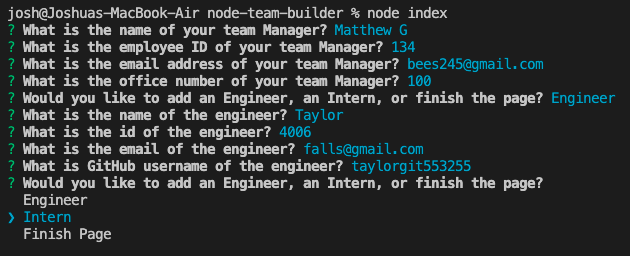 josh@Joshuas-MacBook-Air node-team-builder % node index
? What is the name of your team Manager? Matthew G
? What is the employee ID of your team Manager? 134
? What is the email address of your team Manager? bees245@gmail.com
? What is the office number of your team Manager? 100
? Would you like to add an Engineer, an Intern, or finish the page? Engineer
? What is the name of the engineer? Taylor
? What is the id of the engineer? 4006
? What is the email of the engineer? falls@gmail.com
? What is GitHub username of the engineer? taylorgit553255
? Would you like to add an Engineer, an Intern, or finish the page?
  Engineer
❯ Intern
  Finish Page